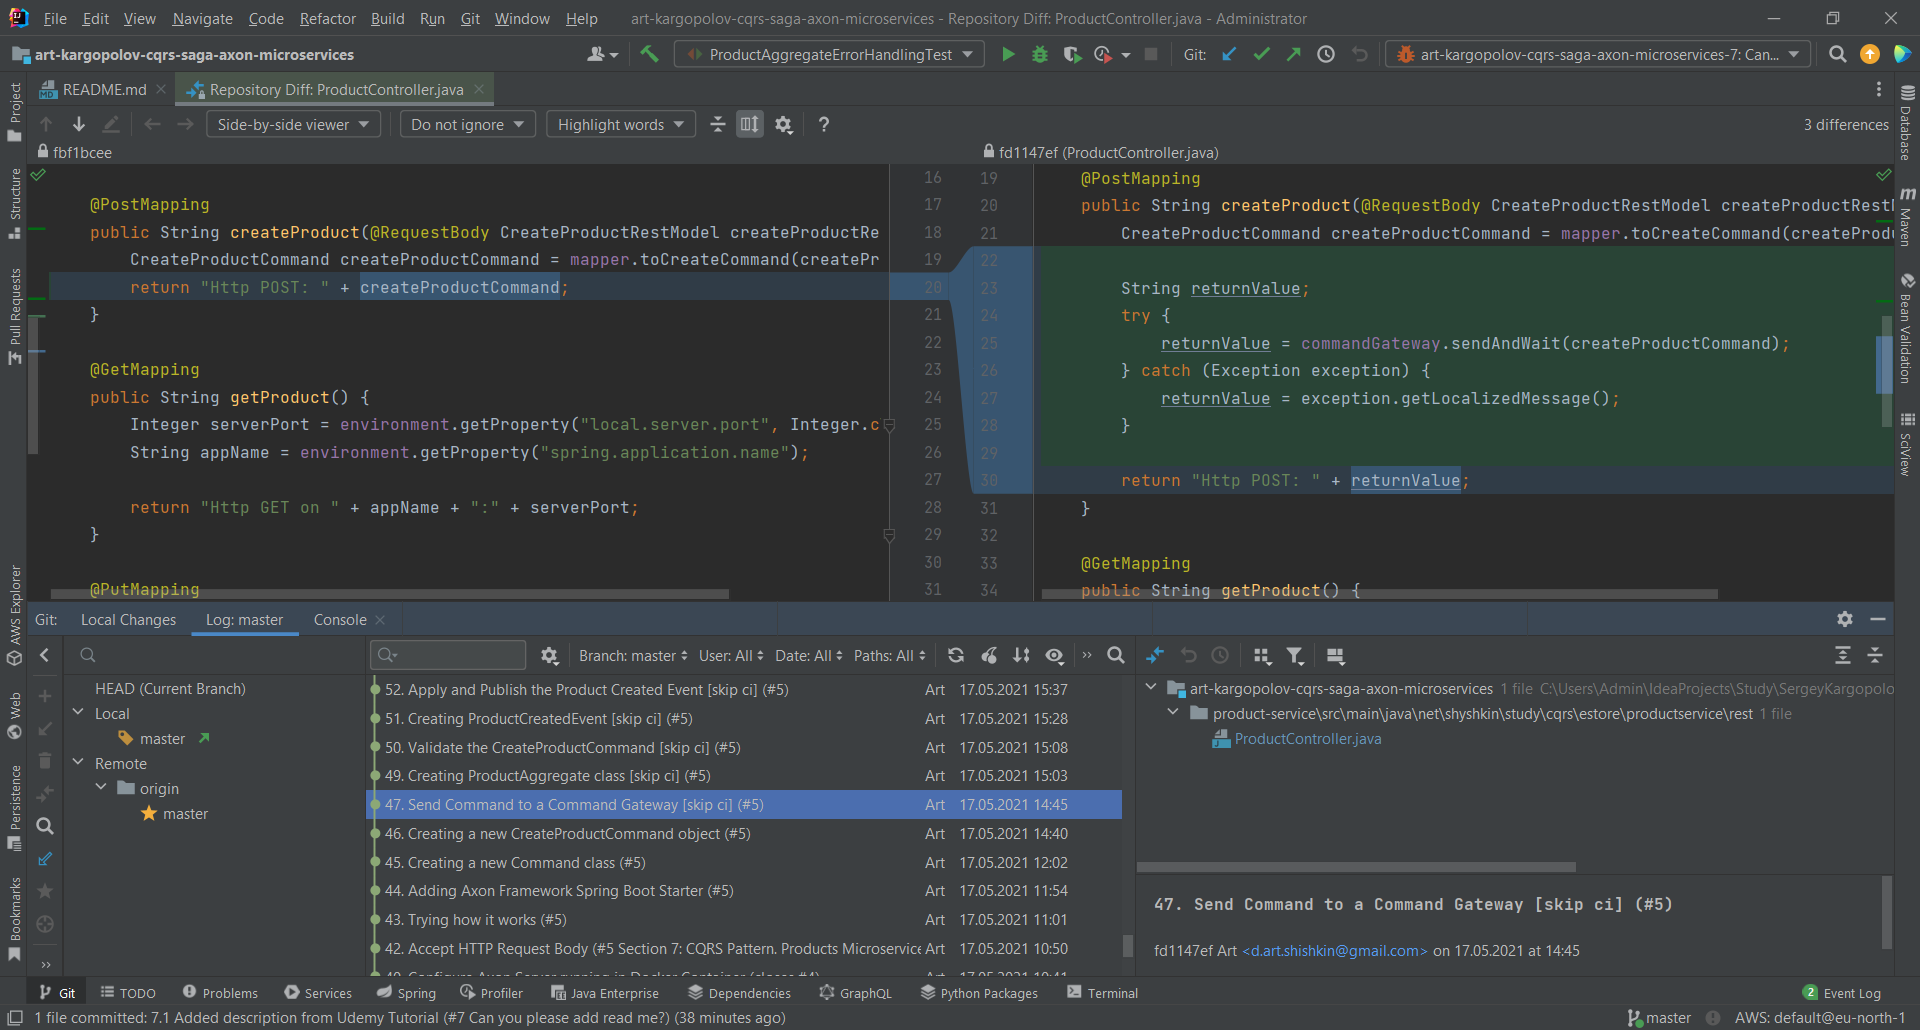 File Edit View Navigate Code Refactor Build Run Git Window Help art-kargopolov-cqrs-saga-axon-microservices - Repository Diff: ProductController.java - Administrator
art-kargopolov-cqrs-saga-axon-microservices ProductAggregateErrorHandlingTest Git: art-kargopolov-cqrs-saga-axon-microservices-7: Can...
README.md Repository Diff: ProductController.java
Side-by-side viewer Do not ignore Highlight words ? 3 differences
fbf1bcee fd1147ef (ProductController.java)
Project
Structure
Pull Requests
AWS Explorer
Web
Persistence
Bookmarks
@PostMapping
public String createProduct(@RequestBody CreateProductRestModel createProductRe
CreateProductCommand createProductCommand = mapper.toCreateCommand(createPr
return "Http POST: " + createProductCommand;
}
@GetMapping
public String getProduct() {
Integer serverPort = environment.getProperty("local.server.port", Integer.c
String appName = environment.getProperty("spring.application.name");
return "Http GET on " + appName + ":" + serverPort;
}
@PutMapping
16 19
17 20
18 21
19 22
20 23
21 24
22 25
23 26
24 27
25 28
26 29
27 30
28 31
29 32
30 33
31 34
@PostMapping
public String createProduct(@RequestBody CreateProductRestModel createProductRestM
CreateProductCommand createProductCommand = mapper.toCreateCommand(createProdu
String returnValue;
try {
returnValue = commandGateway.sendAndWait(createProductCommand);
} catch (Exception exception) {
returnValue = exception.getLocalizedMessage();
}
return "Http POST: " + returnValue;
}
@GetMapping
public String getProduct() {
Database
Maven
Bean Validation
SciView
Git: Local Changes Log: master Console
HEAD (Current Branch)
Local
master
Remote
origin
master
Branch: master User: All Date: All Paths: All
52. Apply and Publish the Product Created Event [skip ci] (#5) Art 17.05.2021 15:37
51. Creating ProductCreatedEvent [skip ci] (#5) Art 17.05.2021 15:28
50. Validate the CreateProductCommand [skip ci] (#5) Art 17.05.2021 15:08
49. Creating ProductAggregate class [skip ci] (#5) Art 17.05.2021 15:03
47. Send Command to a Command Gateway [skip ci] (#5) Art 17.05.2021 14:45
46. Creating a new CreateProductCommand object (#5) Art 17.05.2021 14:40
45. Creating a new Command class (#5) Art 17.05.2021 12:02
44. Adding Axon Framework Spring Boot Starter (#5) Art 17.05.2021 11:54
43. Trying how it works (#5) Art 17.05.2021 11:01
42. Accept HTTP Request Body (#5 Section 7: CQRS Pattern. Products Microservice Art 17.05.2021 10:50
40. Configure Axon Server running in Docker Container (closes #4) Art 17.05.2021 10:41
art-kargopolov-cqrs-saga-axon-microservices 1 file C:\Users\Admin\IdeaProjects\Study\SergeyKargopolo
product-service\src\main\java\net\shyshkin\study\cqrs\estore\productservice\rest 1 file
ProductController.java
47. Send Command to a Command Gateway [skip ci] (#5)
fd1147ef Art <d.art.shishkin@gmail.com> on 17.05.2021 at 14:45
Git TODO Problems Services Spring Profiler Java Enterprise Dependencies GraphQL Python Packages Terminal 2 Event Log
1 file committed: 7.1 Added description from Udemy Tutorial (#7 Can you please add read me?) (38 minutes ago) master AWS: default@eu-north-1